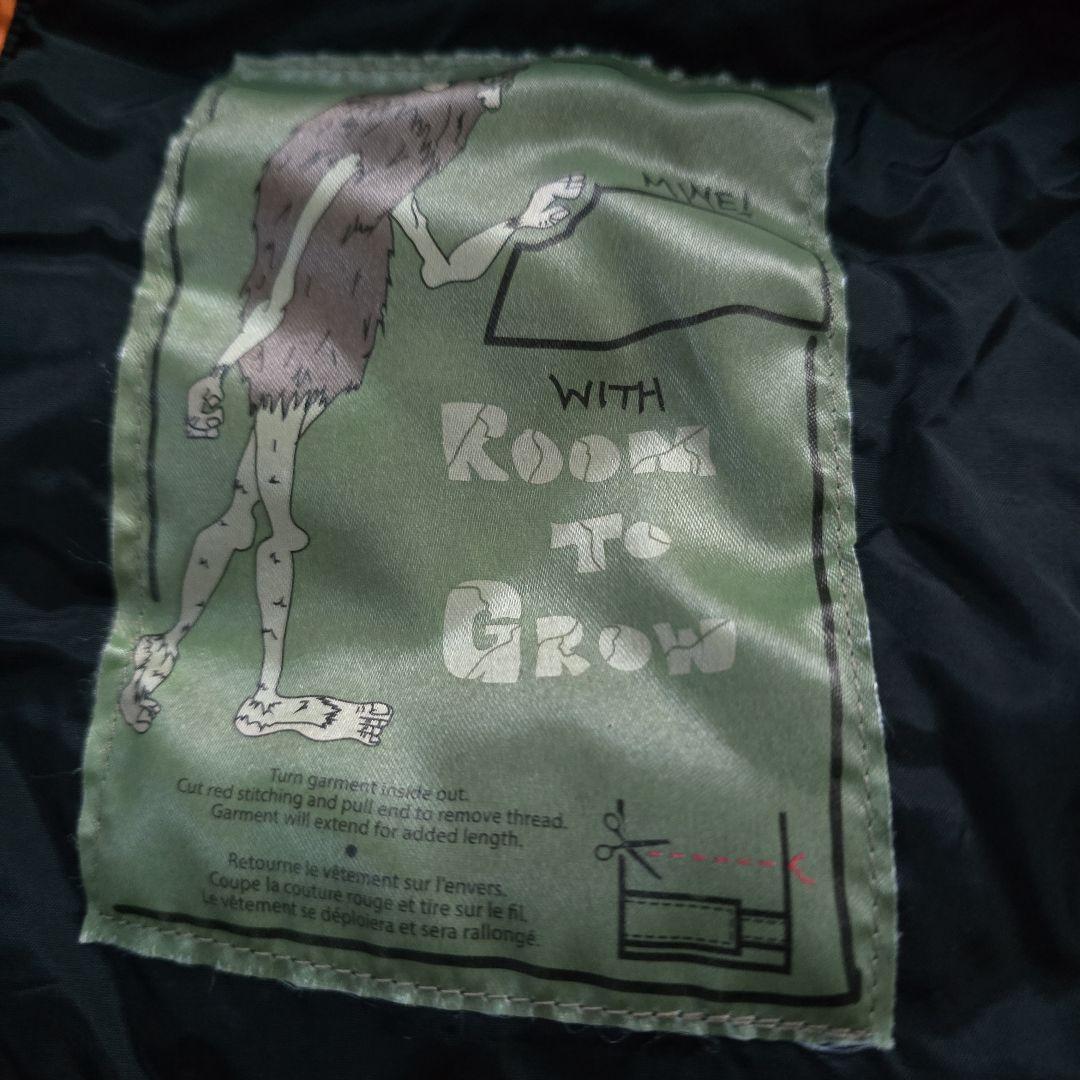 MINE!
WITH
ROOM
TO
GROW
Turn garment inside out.
Cut red stitching and pull end to remove thread.
Garment will extend for added length.
Retourne le vêtement sur l'envers.
Coupe la couture rouge et tire sur le fil.
Le vêtement se déploiera et sera rallongé.